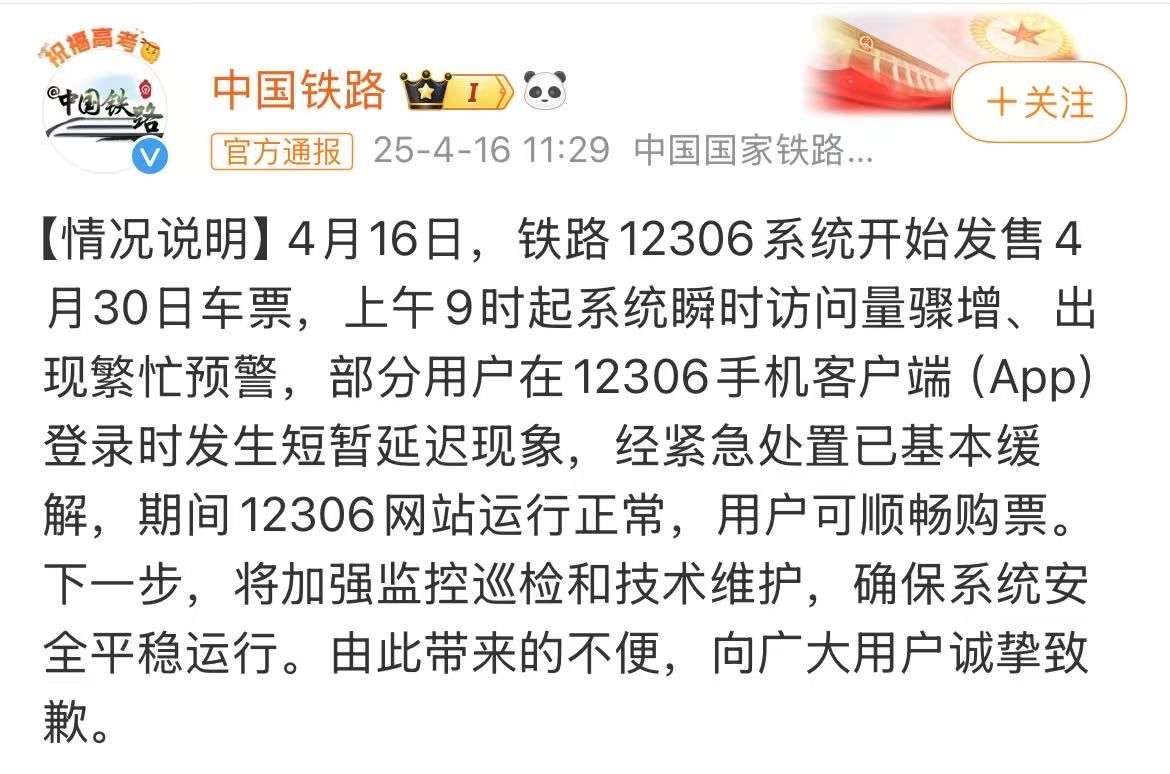 祝福高考
中国铁路
中国铁路 I
+关注
官方通报 25-4-16 11:29 中国国家铁路...
【情况说明】4月16日，铁路12306系统开始发售4
月30日车票，上午9时起系统瞬时访问量骤增、出
现繁忙预警，部分用户在12306手机客户端（App）
登录时发生短暂延迟现象，经紧急处置已基本缓
解，期间12306网站运行正常，用户可顺畅购票。
下一步，将加强监控巡检和技术维护，确保系统安
全平稳运行。由此带来的不便，向广大用户诚挚致
歉。